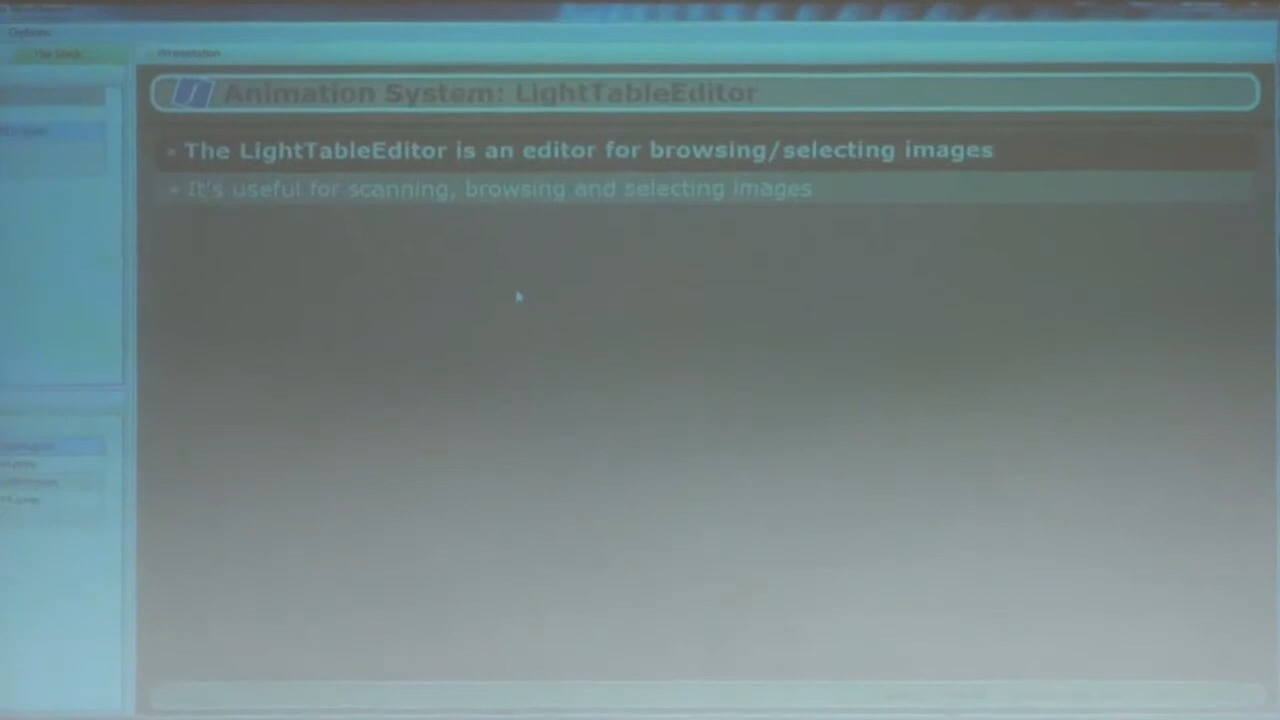 Options
Animation System: LightTableEditor
» The LightTableEditor is an editor for browsing/selecting images
» It's useful for scanning, browsing and selecting images